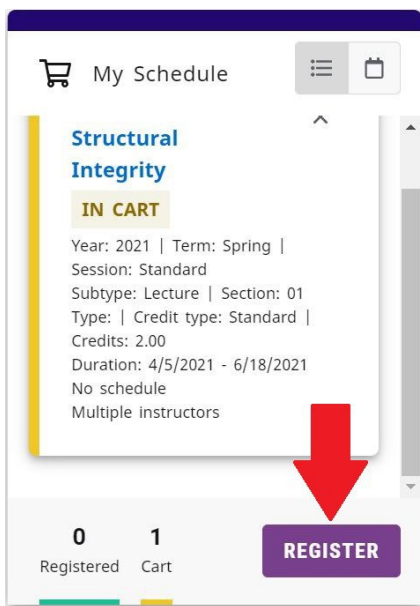 My Schedule
Structural
Integrity
IN CART
Year: 2021 | Term: Spring |
Session: Standard
Subtype: Lecture | Section: 01
Type: | Credit type: Standard |
Credits: 2.00
Duration: 4/5/2021 - 6/18/2021
No schedule
Multiple instructors
0 1
Registered Cart
REGISTER